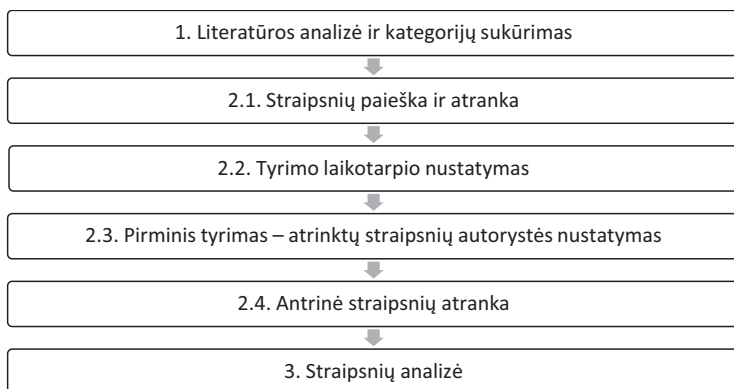 1. Literatūros analizė ir kategorijų sukūrimas
2.1. Straipsnių paieška ir atranka
2.2. Tyrimo laikotarpio nustatymas
2.3. Pirminis tyrimas – atrinktų straipsnių autorystės nustatymas
2.4. Antrinė straipsnių atranka
3. Straipsnių analizė